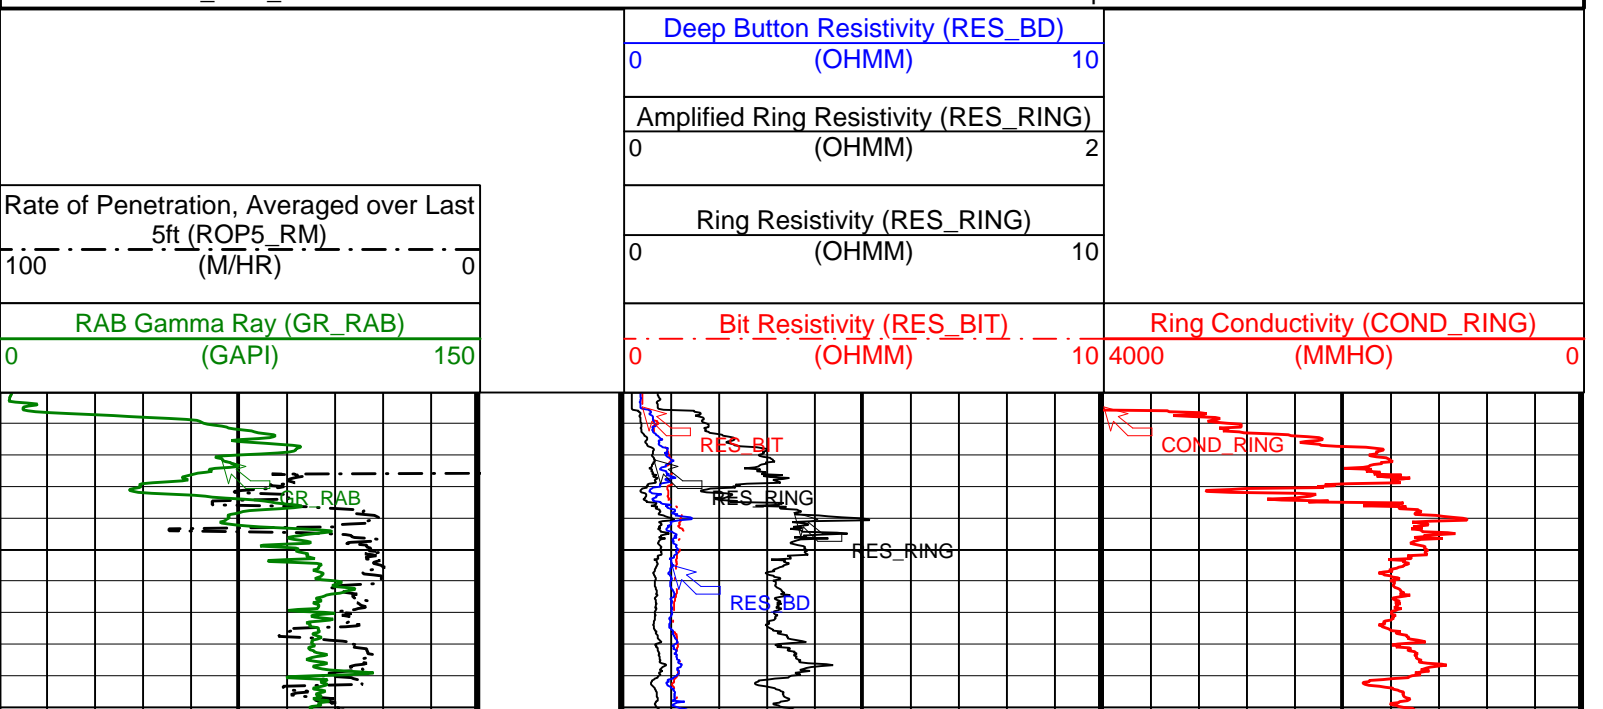 Deep Button Resistivity (RES_BD)
0 (OHMM) 10
Amplified Ring Resistivity (RES_RING)
0 (OHMM) 2
Rate of Penetration, Averaged over Last
5ft (ROP5_RM)
100 (M/HR) 0
Ring Resistivity (RES_RING)
0 (OHMM) 10
RAB Gamma Ray (GR_RAB)
0 (GAPI) 150
Bit Resistivity (RES_BIT)
0 (OHMM) 10
Ring Conductivity (COND_RING)
4000 (MMHO) 0
RES_BIT
COND_RING
GR_RAB
RES_RING
RES_RING
RES_BD